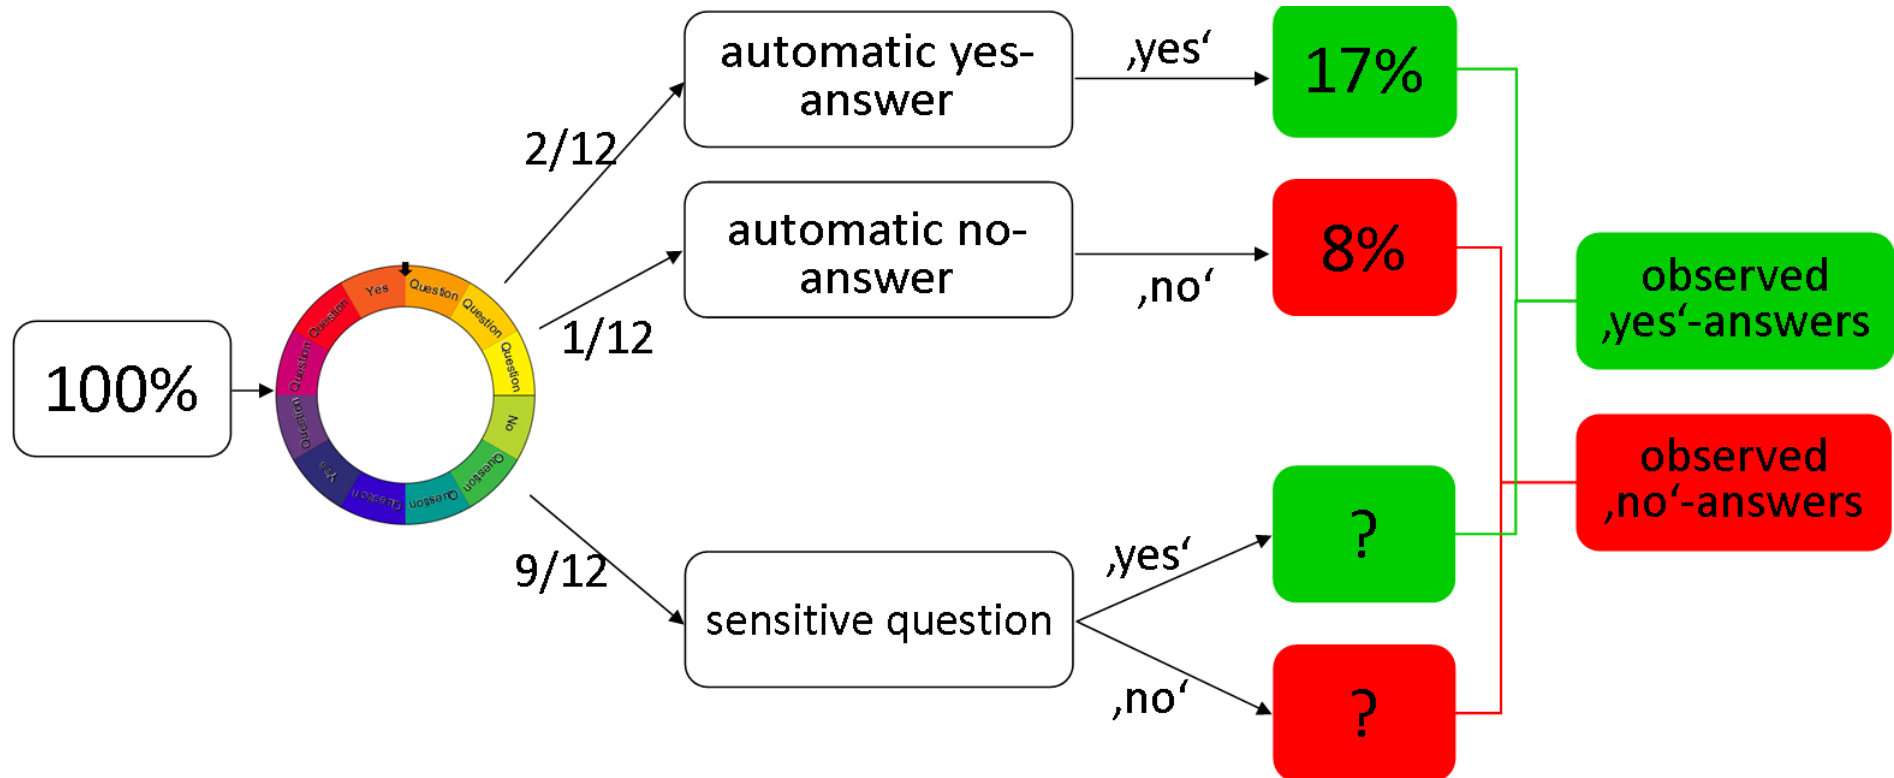 automatic yes-
answer
‚yes‘
17%
2/12
automatic no-
answer
‚no‘
8%
1/12
observed
‚yes‘-answers
100%
Yes
Question
Question
Question
No
Question
Question
Question
Yes
Question
Question
Question
observed
‚no‘-answers
9/12
sensitive question
‚yes‘
?
‚no‘
?